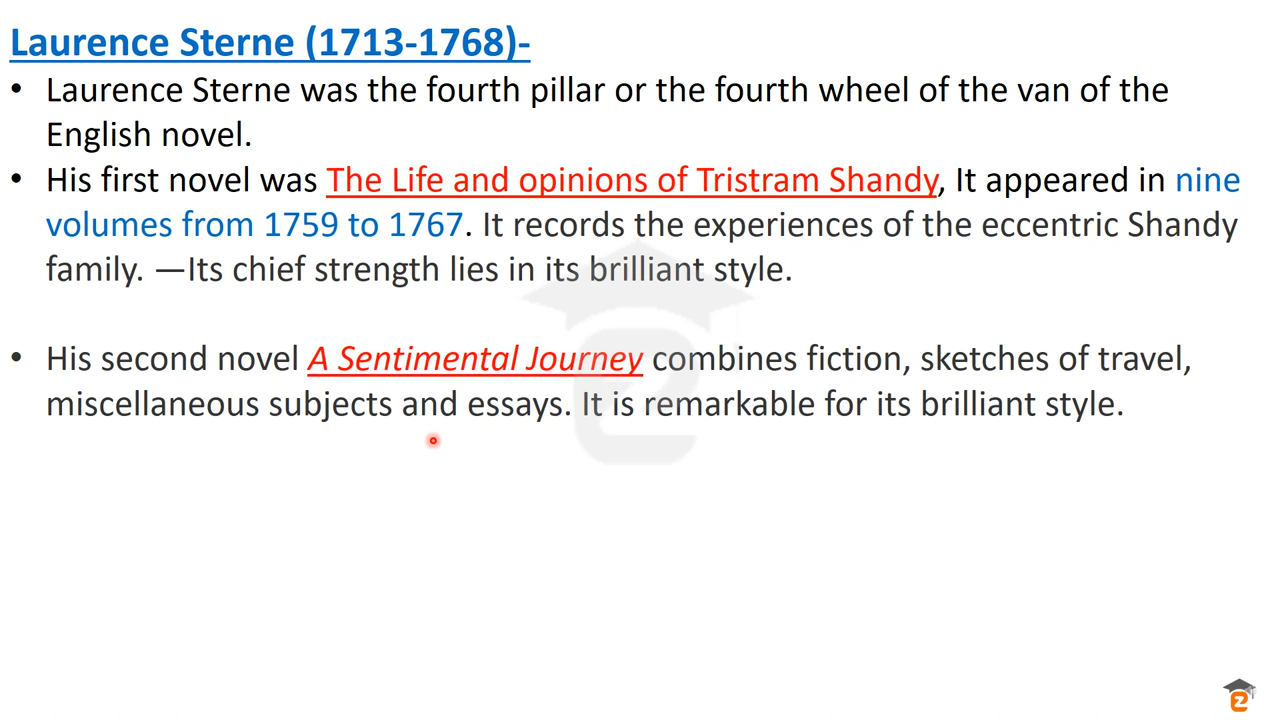 Laurence Sterne (1713-1768)-
• Laurence Sterne was the fourth pillar or the fourth wheel of the van of the
English novel.
• His first novel was The Life and opinions of Tristram Shandy, It appeared in nine
volumes from 1759 to 1767. It records the experiences of the eccentric Shandy
family. —Its chief strength lies in its brilliant style.
• His second novel A Sentimental Journey combines fiction, sketches of travel,
miscellaneous subjects and essays. It is remarkable for its brilliant style.